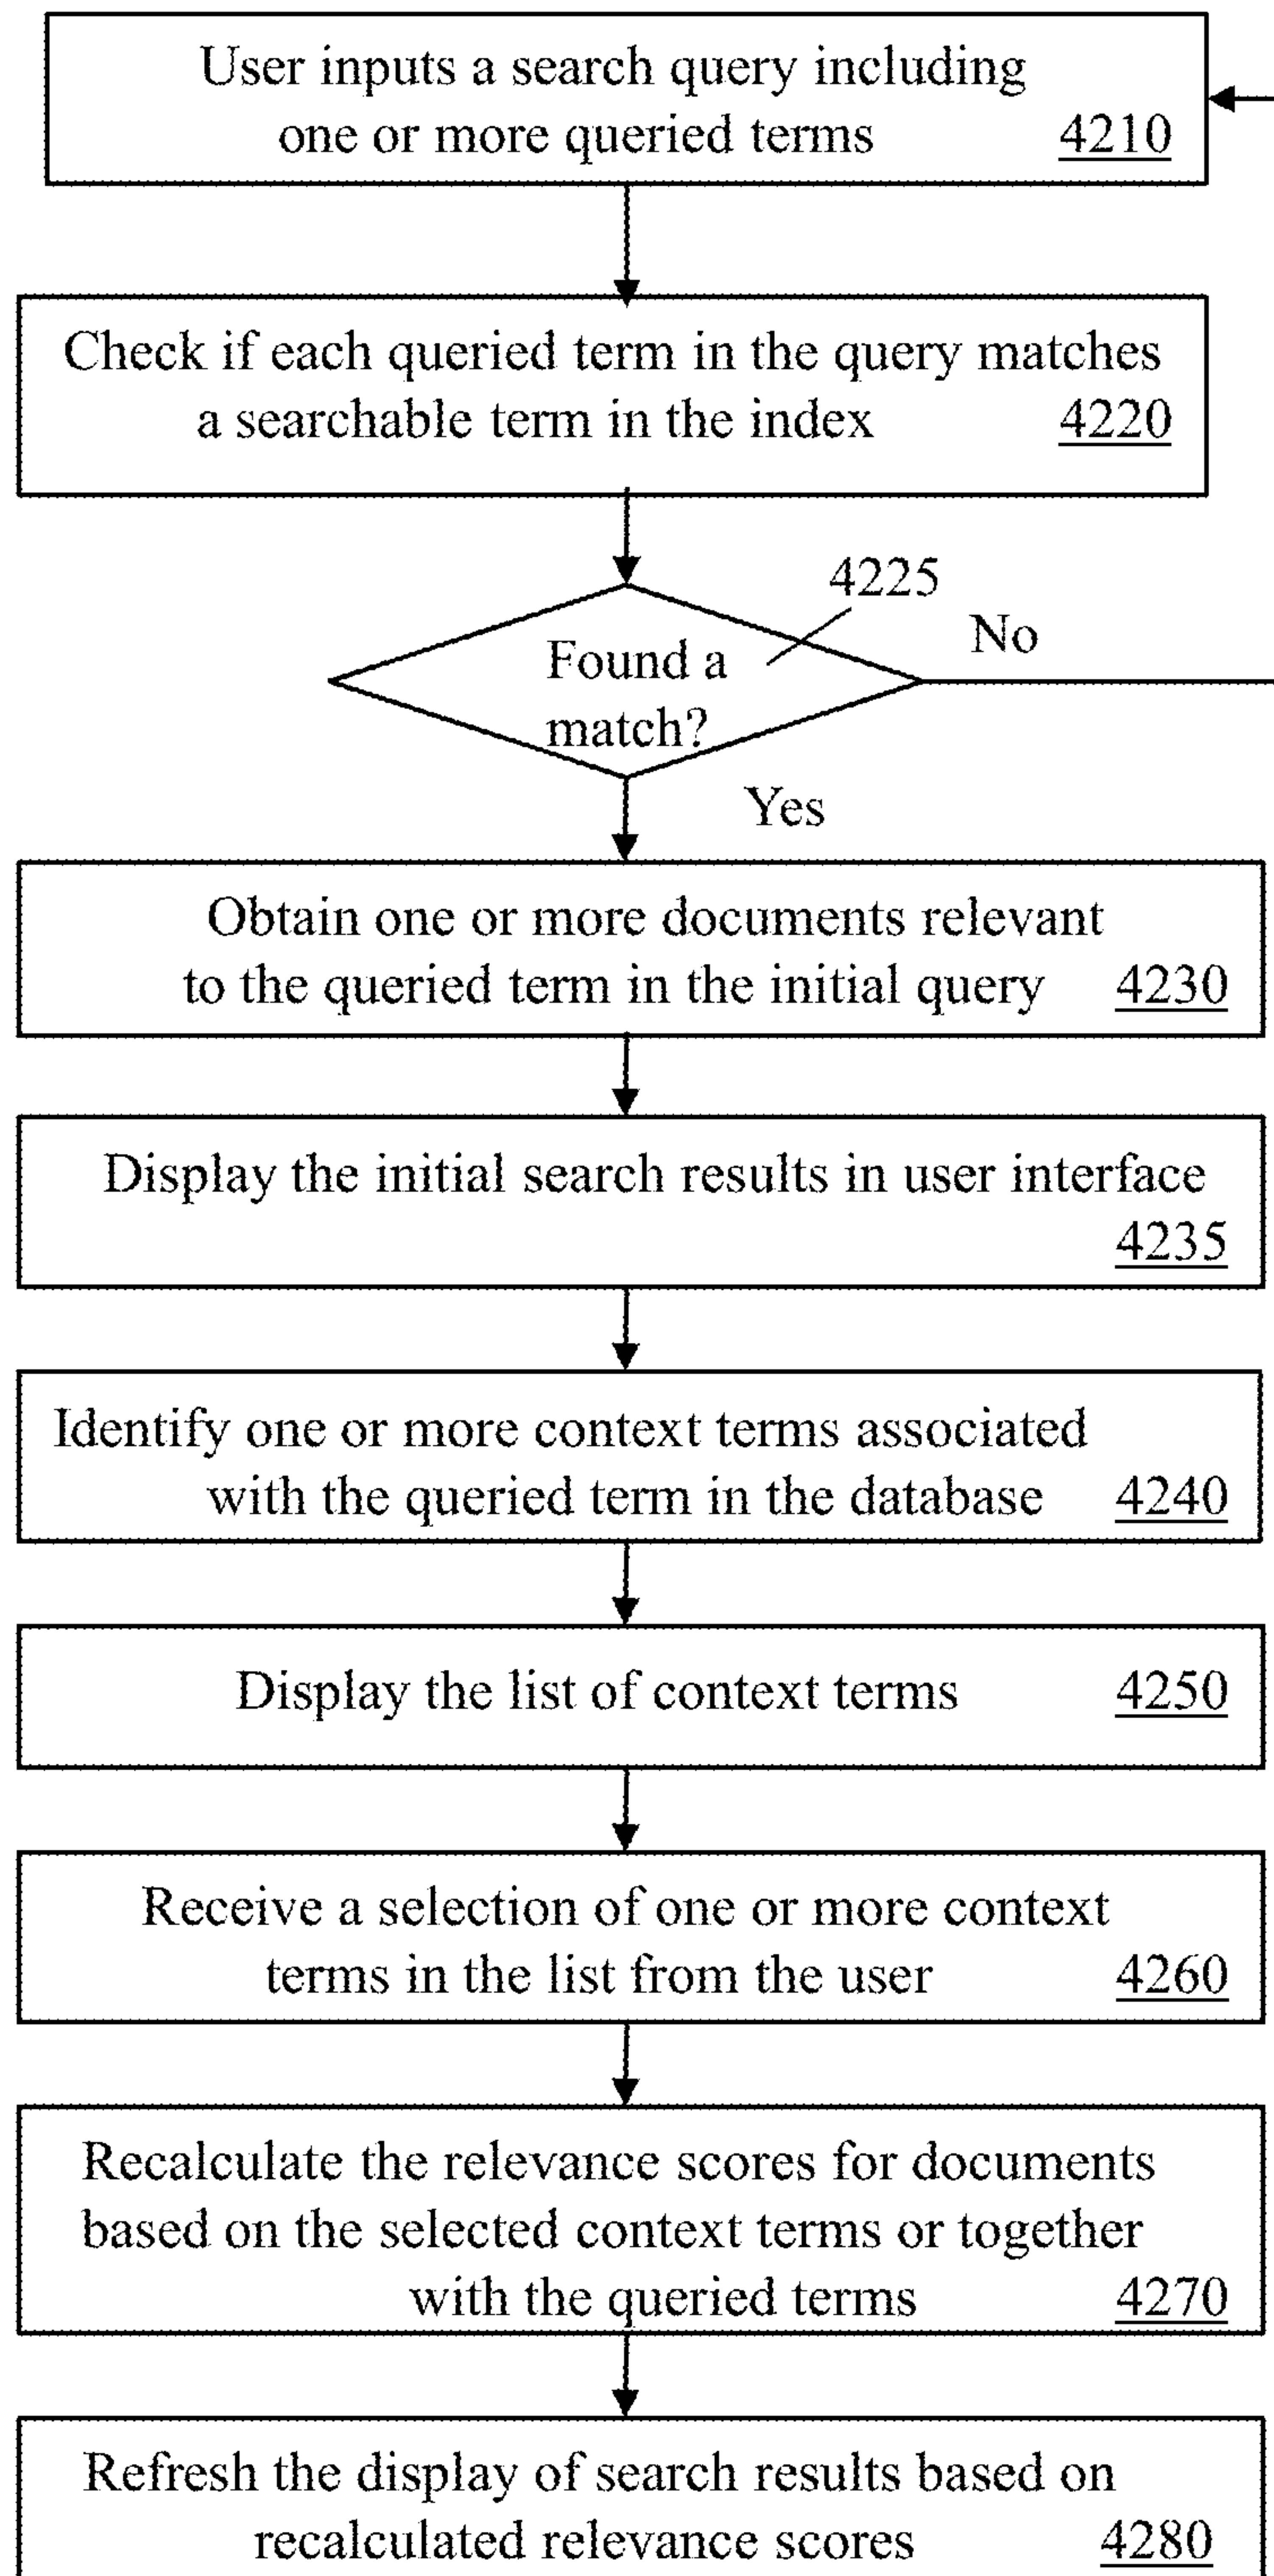 User inputs a search query including
one or more queried terms 4210
Check if each queried term in the query matches
a searchable term in the index 4220
4225
No
Found a
match?
Yes
Obtain one or more documents relevant
to the queried term in the initial query 4230
Display the initial search results in user interface
4235
Identify one or more context terms associated
with the queried term in the database 4240
Display the list of context terms 4250
Receive a selection of one or more context
terms in the list from the user 4260
Recalculate the relevance scores for documents
based on the selected context terms or together
with the queried terms 4270
Refresh the display of search results based on
recalculated relevance scores 4280